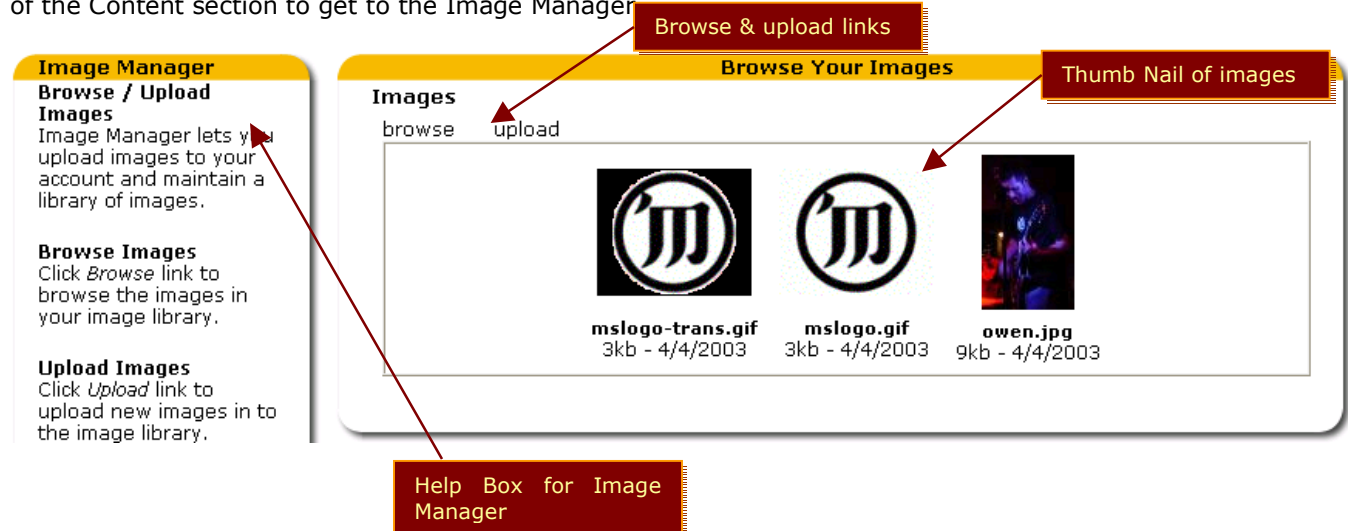 of the Content section to get to the Image Manager
Browse & upload links
Thumb Nail of images
Image Manager
Browse / Upload
Images
Image Manager lets you
upload images to your
account and maintain a
library of images.
Browse Images
Click Browse link to
browse the images in
your image library.
Upload Images
Click Upload link to
upload new images in to
the image library.
Browse Your Images
Images
browse upload
mslogo-trans.gif
3kb - 4/4/2003
mslogo.gif
3kb - 4/4/2003
owen.jpg
9kb - 4/4/2003
Help Box for Image
Manager